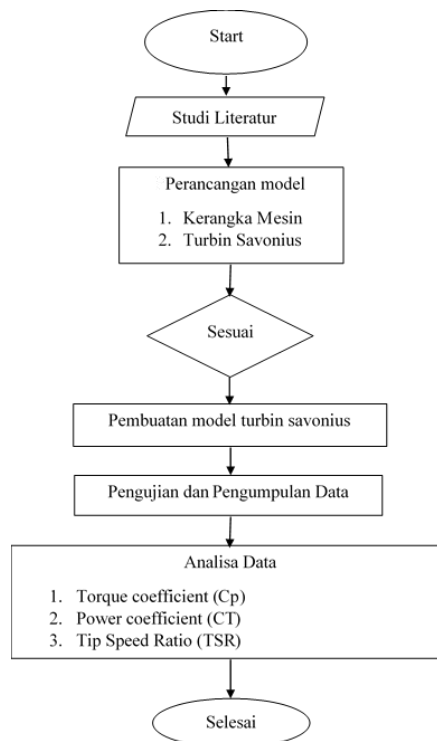 Start
Studi Literatur
Perancangan model
1. Kerangka Mesin
2. Turbin Savonius
Sesuai
Pembuatan model turbin savonius
Pengujian dan Pengumpulan Data
Analisa Data
1. Torque coefficient (Cp)
2. Power coefficient (CT)
3. Tip Speed Ratio (TSR)
Selesai